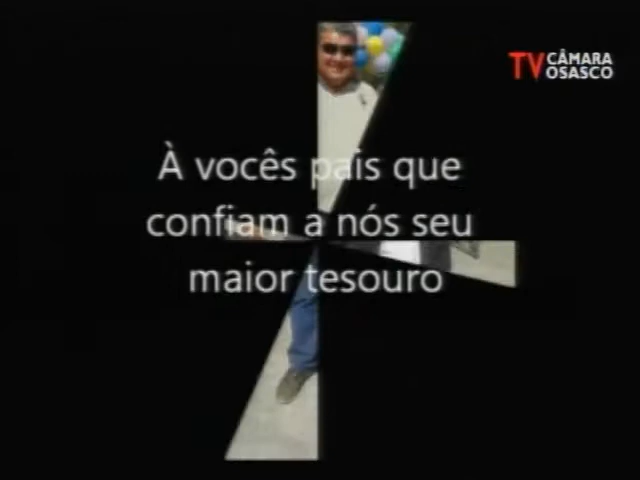 TV CÂMARA
OSASCO
À vocês pais que
confiam a nós seu
maior tesouro